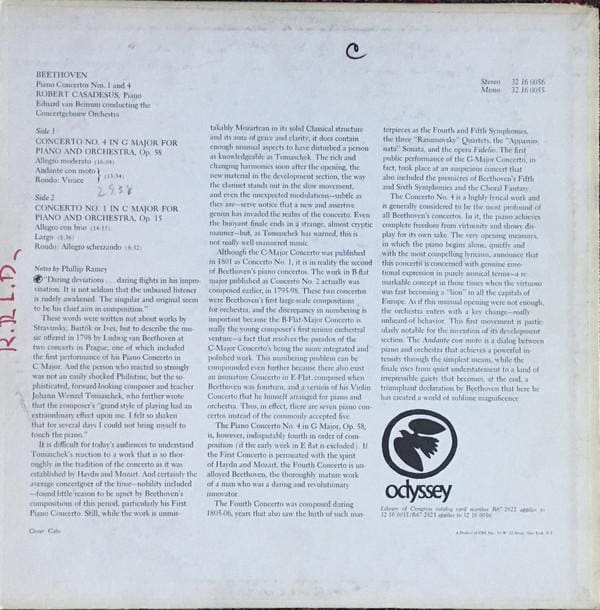 C
BEETHOVEN
Piano Concertos Nos. 1 and 4
ROBERT CASADESUS, Piano
Eduard van Beinum conducting the
Concertgebouw Orchestra
Stereo 32 16 0056
Mono 32 16 0055
Side 1
CONCERTO NO. 4 IN G MAJOR FOR
PIANO AND ORCHESTRA, Op. 58
Allegro moderato (16:04)
Andante con moto }
Rondo: Vivace } (13:34)
Side 2
CONCERTO NO. 1 IN C MAJOR FOR
PIANO AND ORCHESTRA, Op. 15
Allegro con brio (14:15)
Largo (8:36)
Rondo: Allegro scherzando (8:32)
Notes by Phillip Ramey
"Daring deviations . . . daring flights in his impro-
visation. It is not seldom that the unbiased listener
is rudely awakened. The singular and original seem
to be his chief aim in composition."
These words were written not about works by
Stravinsky, Bartók or Ives, but to describe the mu-
sic offered in 1798 by Ludwig van Beethoven at
two concerts in Prague, one of which included
the first performance of his Piano Concerto in
C Major. And the person who reacted so strongly
was not an easily shocked Philistine, but the so-
phisticated, forward-looking composer and teacher
Johann Wenzel Tomaschek, who further wrote
that the composer's "grand style of playing had an
extraordinary effect upon me. I felt so shaken
that for several days I could not bring myself to
touch the piano."
It is difficult for today's audiences to understand
Tomaschek's reaction to a work that is so thor-
oughly in the tradition of the concerto as it was
established by Haydn and Mozart. And certainly the
average concertgoer of the time—nobility included
—found little reason to be upset by Beethoven's
compositions of this period, particularly his First
Piano Concerto. Still, while the work is unmis-
takably Mozartean in its solid Classical structure
and its aura of grace and clarity, it does contain
enough unusual aspects to have disturbed a person
as knowledgeable as Tomaschek. The rich and
changing harmonies soon after the opening, the
new material in the development section, the way
the clarinet stands out in the slow movement,
and even the unexpected modulations—subtle as
they are—serve notice that a new and assertive
genius has invaded the realm of the concerto. Even
the buoyant finale ends in a strange, almost cryptic
manner—but, as Tomaschek has warned, this is
not really well-mannered music.
Although the C-Major Concerto was published
in 1801 as Concerto No. 1, it is in reality the second
of Beethoven's piano concertos. The work in B-flat
major published as Concerto No. 2 actually was
composed earlier, in 1795-98. These two concertos
were Beethoven's first large-scale compositions
for orchestra, and the discrepancy in numbering is
important because the B-Flat-Major Concerto is
really the young composer's first serious orchestral
venture—a fact that resolves the paradox of the
C-Major Concerto's being the more integrated and
polished work. This numbering problem can be
compounded even further because there also exist
an immature Concerto in E-Flat, composed when
Beethoven was fourteen, and a version of his Violin
Concerto that he himself arranged for piano and
orchestra. Thus, in effect, there are seven piano con-
certos instead of the commonly accepted five.
The Piano Concerto No. 4 in G Major, Op. 58,
is, however, indisputably fourth in order of com-
position (if the early work in E flat is excluded). If
the First Concerto is permeated with the spirit
of Haydn and Mozart, the Fourth Concerto is un-
alloyed Beethoven, the thoroughly mature work
of a man who was a daring and revolutionary
innovator.
The Fourth Concerto was composed during
1805-06, years that also saw the birth of such mas-
terpieces as the Fourth and Fifth Symphonies,
the three "Rasumovsky" Quartets, the "Appassio-
nata" Sonata, and the opera Fidelio. The first
public performance of the G-Major Concerto, in
fact, took place at an auspicious concert that
also included the premieres of Beethoven's Fifth
and Sixth Symphonies and the Choral Fantasy.
The Concerto No. 4 is a highly lyrical work and
is generally considered to be the most profound of
all Beethoven's concertos. In it, the piano achieves
complete freedom from virtuosity and showy dis-
play for its own sake. The very opening measures,
in which the piano begins alone, quietly and
with the most compelling lyricism, announce that
this concerto is concerned with genuine emo-
tional expression in purely musical terms—a re-
markable concept in those times when the virtuoso
was fast becoming a "lion" in all the capitals of
Europe. As if this unusual opening were not enough,
the orchestra enters with a key change—really
unheard-of behavior. This first movement is partic-
ularly notable for the invention of its development
section. The Andante con moto is a dialog between
piano and orchestra that achieves a powerful in-
tensity through the simplest means, while the
finale rises from quiet understatement to a kind of
irrepressible gaiety that becomes, at the end, a
triumphant declaration by Beethoven that here he
has created a world of sublime magnificence.
odyssey
Library of Congress catalog card number R67-2922 applies to
32 16 0055/R67-2923 applies to 32 16 0056
A Product of CBS, Inc. / 51 W. 52 Street, New York, N.Y.